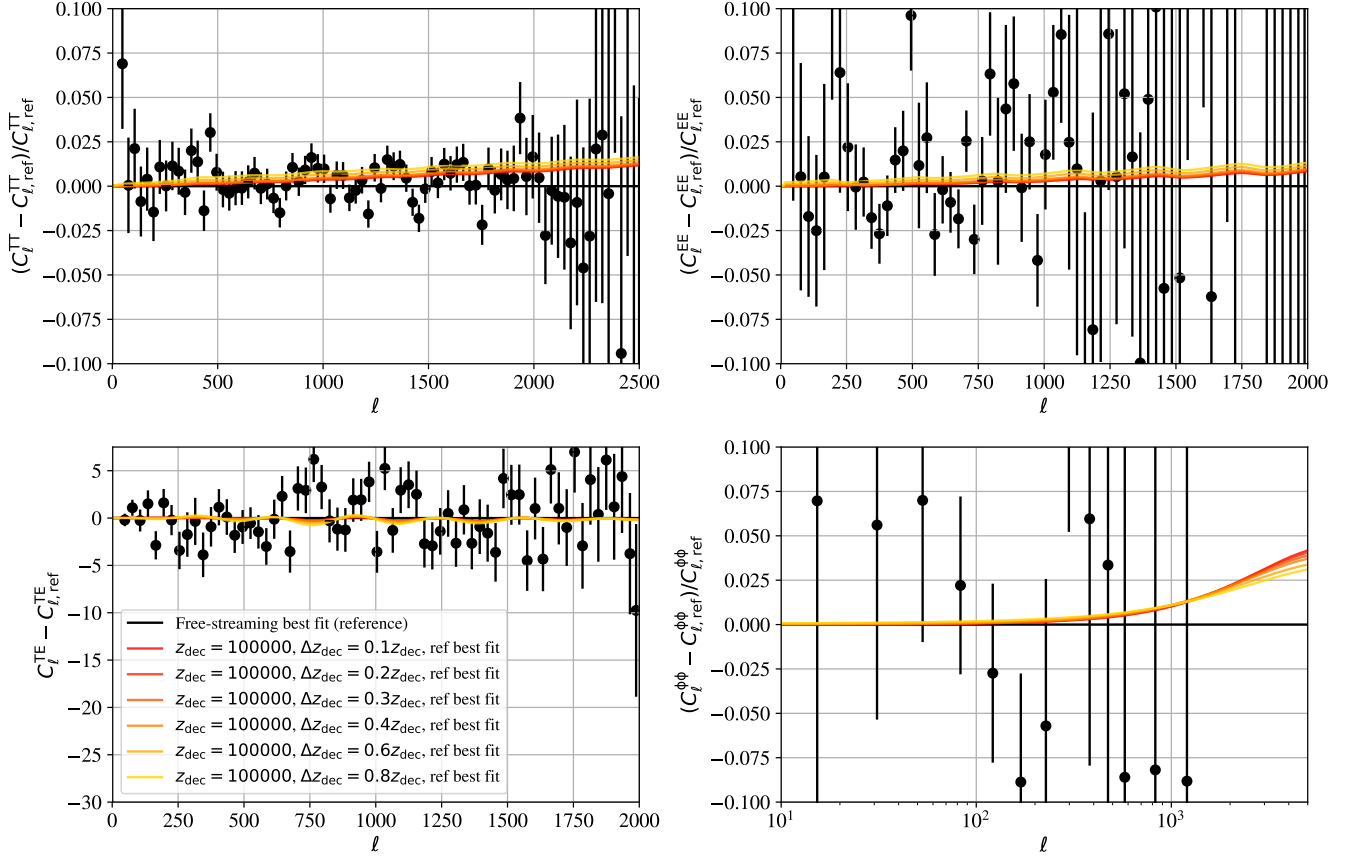 0.100
0.075
0.050
0.025
0.000
−0.025
−0.050
−0.075
−0.100
(C_ℓ^TT − C_ℓ,ref^TT)/C_ℓ,ref^TT
0 500 1000 1500 2000 2500
ℓ
0.100
0.075
0.050
0.025
0.000
−0.025
−0.050
−0.075
−0.100
(C_ℓ^EE − C_ℓ,ref^EE)/C_ℓ,ref^EE
0 250 500 750 1000 1250 1500 1750 2000
ℓ
5
0
−5
−10
−15
−20
−25
−30
C_ℓ^TE − C_ℓ,ref^TE
Free-streaming best fit (reference)
z_dec = 100000, Δz_dec = 0.1z_dec, ref best fit
z_dec = 100000, Δz_dec = 0.2z_dec, ref best fit
z_dec = 100000, Δz_dec = 0.3z_dec, ref best fit
z_dec = 100000, Δz_dec = 0.4z_dec, ref best fit
z_dec = 100000, Δz_dec = 0.6z_dec, ref best fit
z_dec = 100000, Δz_dec = 0.8z_dec, ref best fit
0 250 500 750 1000 1250 1500 1750 2000
ℓ
0.100
0.075
0.050
0.025
0.000
−0.025
−0.050
−0.075
−0.100
(C_ℓ^ϕϕ − C_ℓ,ref^ϕϕ)/C_ℓ,ref^ϕϕ
10¹ 10² 10³
ℓ